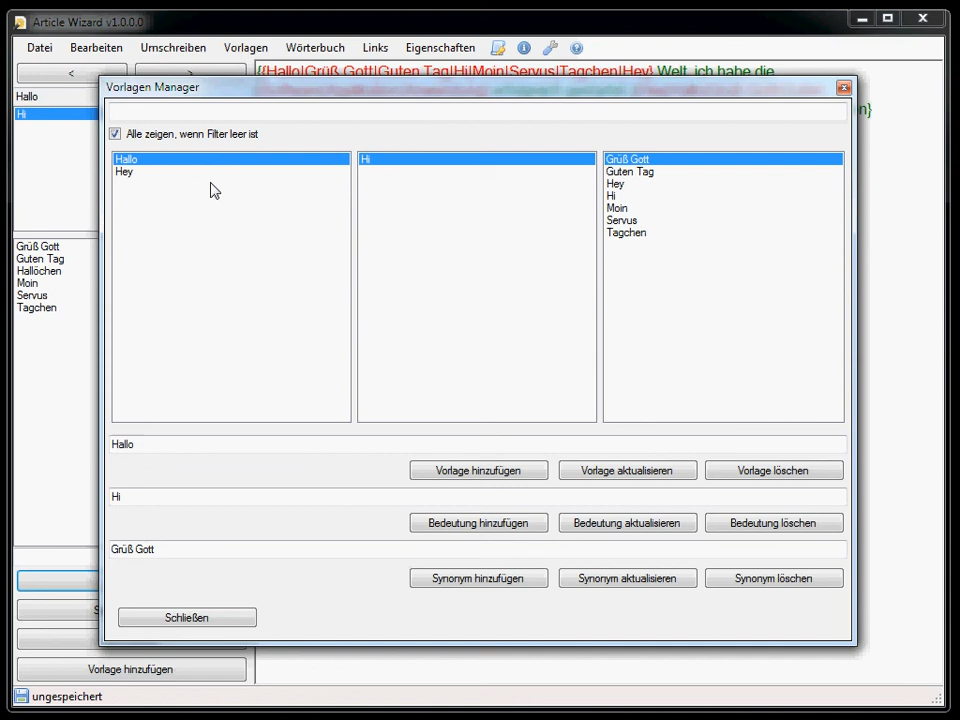 Article Wizard v1.0.0.0
Datei Bearbeiten Umschreiben Vorlagen Wörterbuch Links Eigenschaften
< >
{{Hallo|Grüß Gott|Guten Tag|Hi|Moin|Servus|Tagchen|Hey} Welt, ich habe die
Hallo
Hi
n}
Grüß Gott
Guten Tag
Hallöchen
Moin
Servus
Tagchen
Vorlage hinzufügen
ungespeichert
Vorlagen Manager
Alle zeigen, wenn Filter leer ist
Hallo
Hey
Hi
Grüß Gott
Guten Tag
Hey
Hi
Moin
Servus
Tagchen
Hallo
Vorlage hinzufügen Vorlage aktualisieren Vorlage löschen
Hi
Bedeutung hinzufügen Bedeutung aktualisieren Bedeutung löschen
Grüß Gott
Synonym hinzufügen Synonym aktualisieren Synonym löschen
Schließen